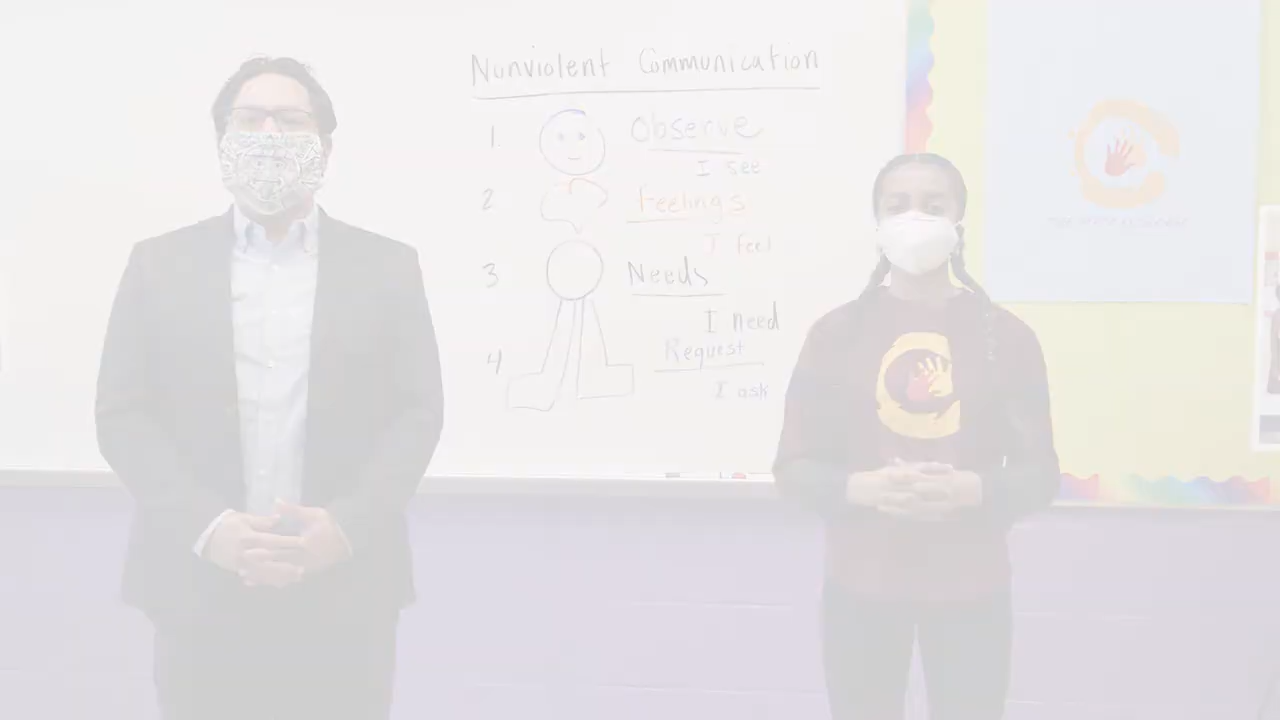 Nonviolent Communication
1. Observe
I see
2 feelings
I feel
3 Needs
I need
4 Request
I ask